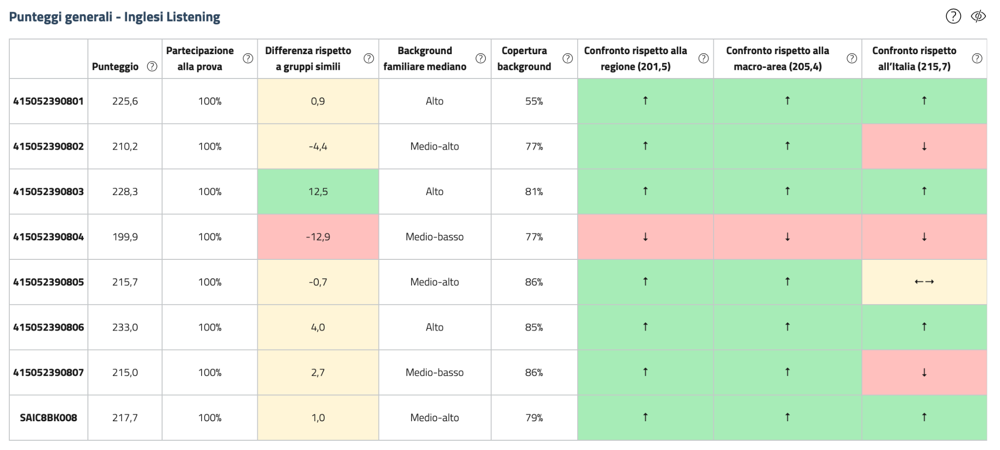 Punteggi generali - Inglesi Listening
Punteggio
Partecipazione
alla prova
Differenza rispetto
a gruppi simili
Background
familiare mediano
Copertura
background
Confronto rispetto alla
regione (201,5)
Confronto rispetto alla
macro-area (205,4)
Confronto rispetto
all'Italia (215,7)
415052390801 225,6 100% 0,9 Alto 55% ↑ ↑ ↑
415052390802 210,2 100% -4,4 Medio-alto 77% ↑ ↑ ↓
415052390803 228,3 100% 12,5 Alto 81% ↑ ↑ ↑
415052390804 199,9 100% -12,9 Medio-basso 77% ↓ ↓ ↓
415052390805 215,7 100% -0,7 Medio-alto 86% ↑ ↑ ←→
415052390806 233,0 100% 4,0 Alto 85% ↑ ↑ ↑
415052390807 215,0 100% 2,7 Medio-basso 86% ↑ ↑ ↓
SAIC8BK008 217,7 100% 1,0 Medio-alto 79% ↑ ↑ ↑